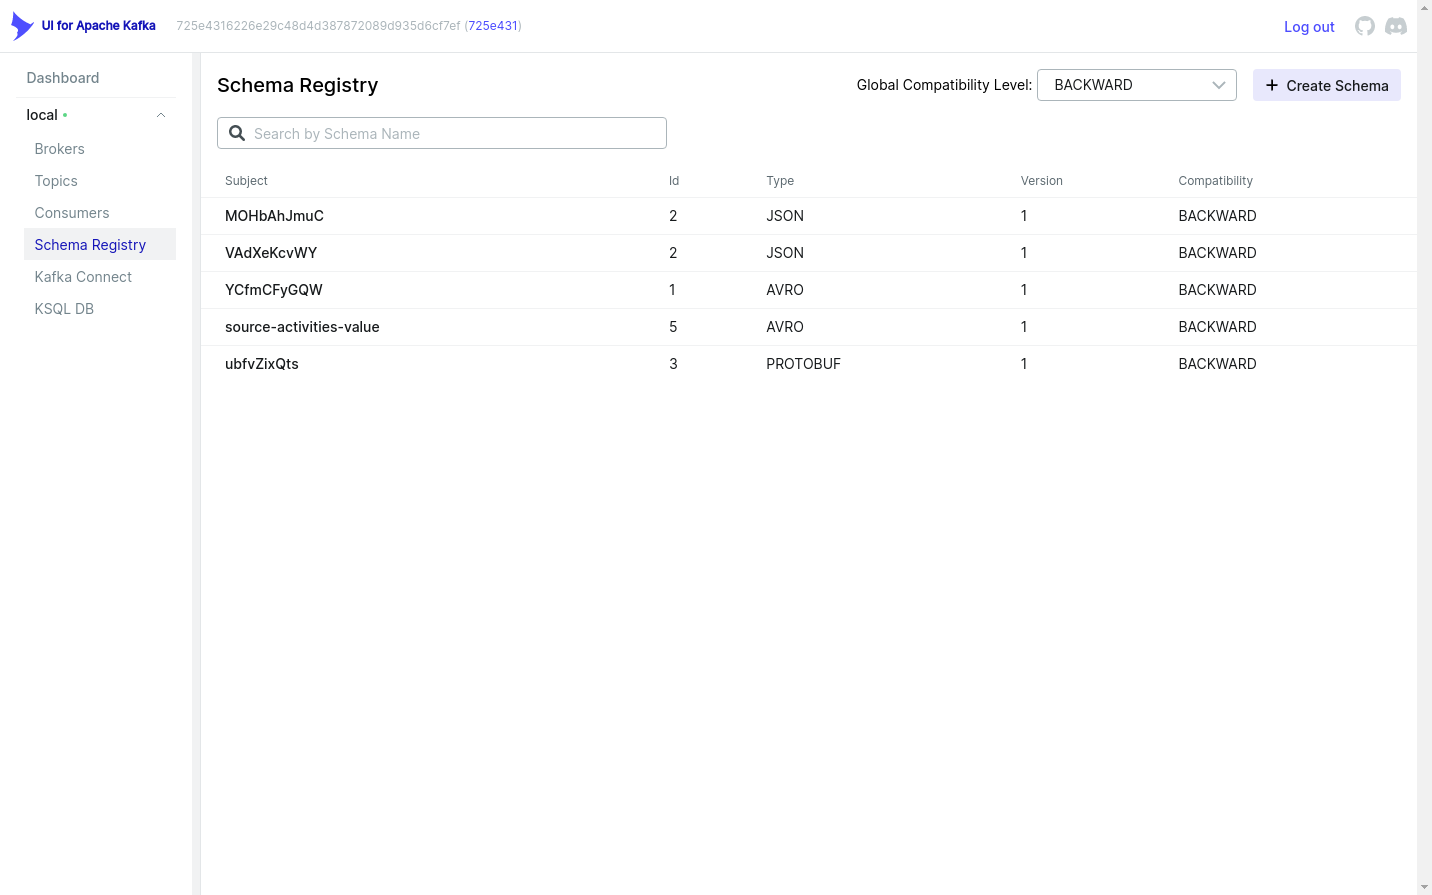 UI for Apache Kafka 725e4316226e29c48d4d387872089d935d6cf7ef (725e431) Log out
Dashboard
local
Brokers
Topics
Consumers
Schema Registry
Kafka Connect
KSQL DB
Schema Registry Global Compatibility Level: BACKWARD Create Schema
Search by Schema Name
Subject Id Type Version Compatibility
MOHbAhJmuC 2 JSON 1 BACKWARD
VAdXeKcvWY 2 JSON 1 BACKWARD
YCfmCFyGQW 1 AVRO 1 BACKWARD
source-activities-value 5 AVRO 1 BACKWARD
ubfvZixQts 3 PROTOBUF 1 BACKWARD